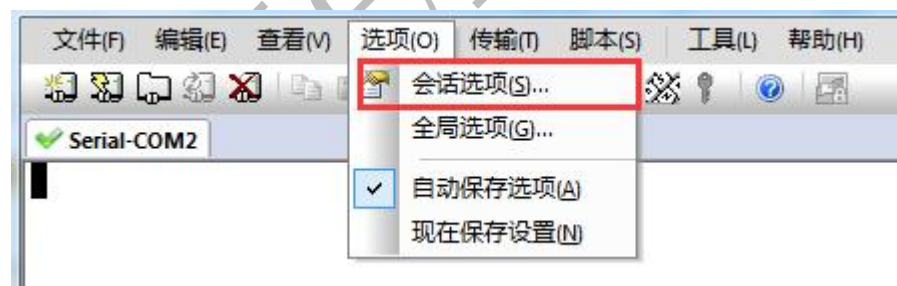 文件(F) 编辑(E) 查看(V) 选项(O) 传输(T) 脚本(S) 工具(L) 帮助(H)
会话选项(S)...
Serial-COM2
全局选项(G)...
自动保存选项(A)
现在保存设置(N)